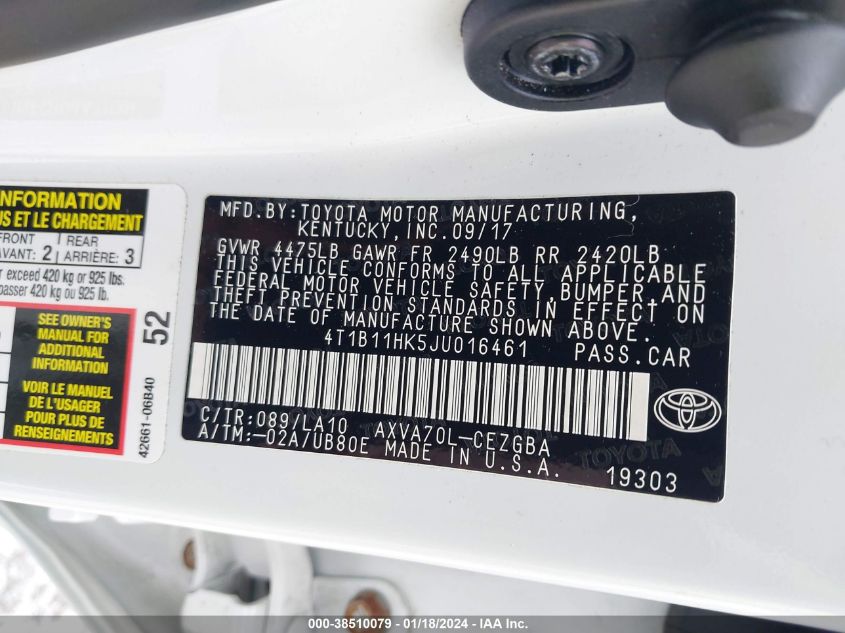 INFORMATION
US ET LE CHARGEMENT
FRONT
AVANT: 2
REAR
ARRIÈRE: 3
exceed 420 kg or 925 lbs.
passer 420 kg ou 925 lb.
SEE OWNER'S
MANUAL FOR
ADDITIONAL
INFORMATION
VOIR LE MANUEL
DE L'USAGER
POUR PLUS DE
RENSEIGNEMENTS
52
42661-06B40
MFD.BY:TOYOTA MOTOR MANUFACTURING,
KENTUCKY,INC.09/17
GVWR 4475LB GAWR FR 2490LB RR 2420LB
THIS VEHICLE CONFORMS TO ALL APPLICABLE
FEDERAL MOTOR VEHICLE SAFETY,BUMPER,AND
THEFT PREVENTION STANDARDS IN EFFECT ON
THE DATE OF MANUFACTURE SHOWN ABOVE.
4T1B11HK5JU016461 PASS.CAR
C/TR:0897LA10 AXVA70L-CEZGBA
A/TM:-02A/UB80E MADE IN U.S.A.
19303
TOYOTA
000-38510079 - 01/18/2024 - IAA Inc.